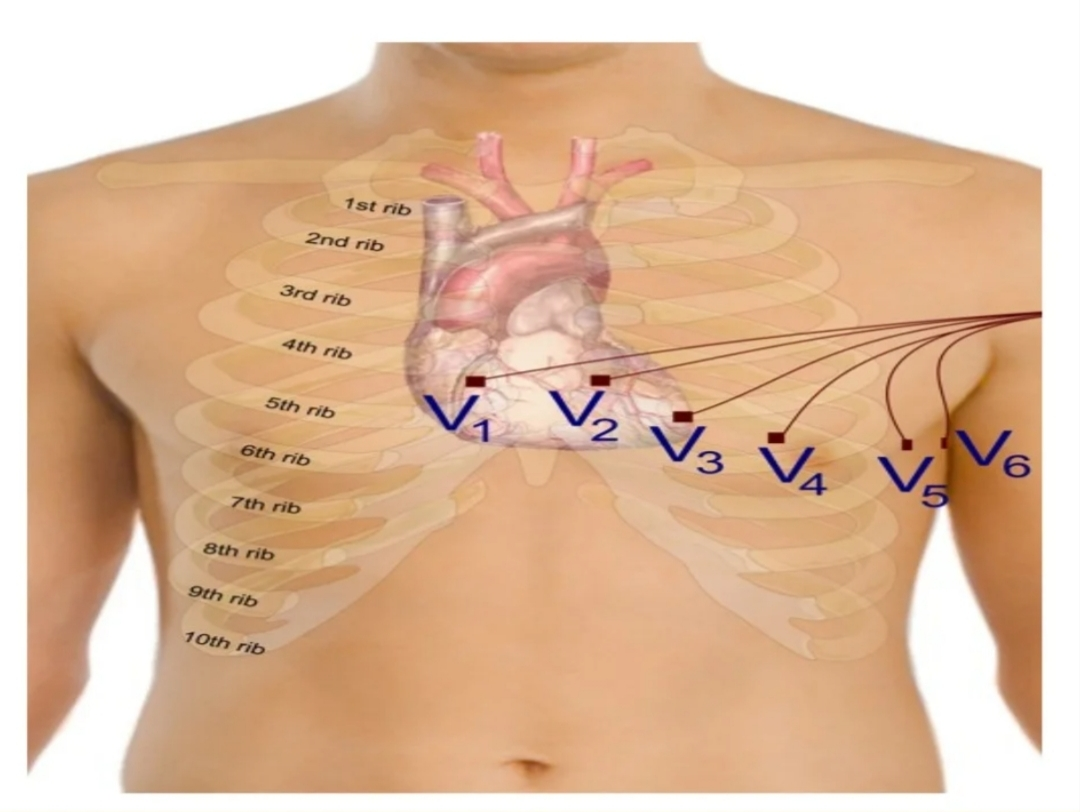 1st rib
2nd rib
3rd rib
4th rib
5th rib
6th rib
7th rib
8th rib
9th rib
10th rib
V1
V2
V3
V4
V5
V6